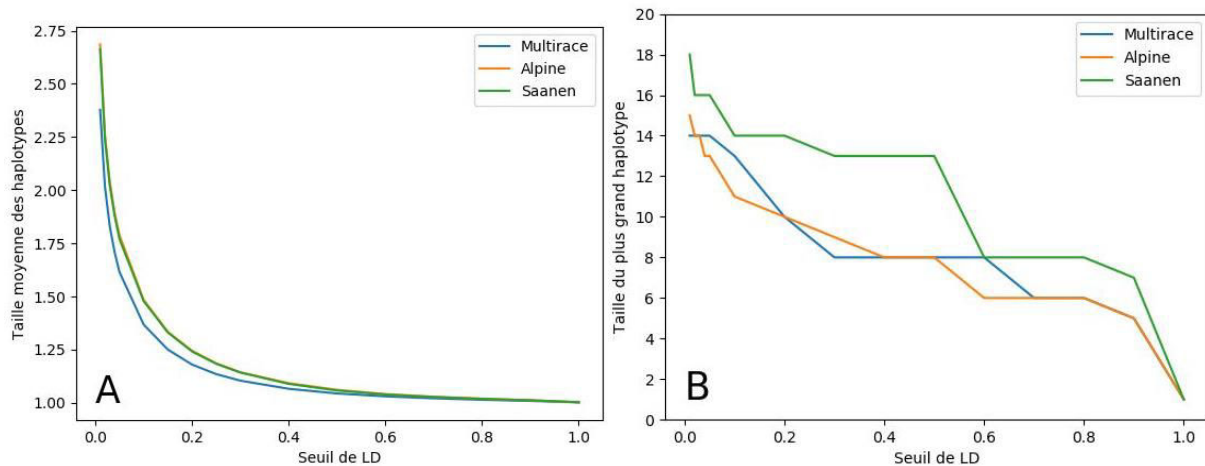 2.75
2.50
2.25
2.00
1.75
1.50
1.25
1.00
Taille moyenne des haplotypes
Multirace
Alpine
Saanen
A
0.0 0.2 0.4 0.6 0.8 1.0
Seuil de LD
20
18
16
14
12
10
8
6
4
2
0
Taille du plus grand haplotype
Multirace
Alpine
Saanen
B
0.0 0.2 0.4 0.6 0.8 1.0
Seuil de LD